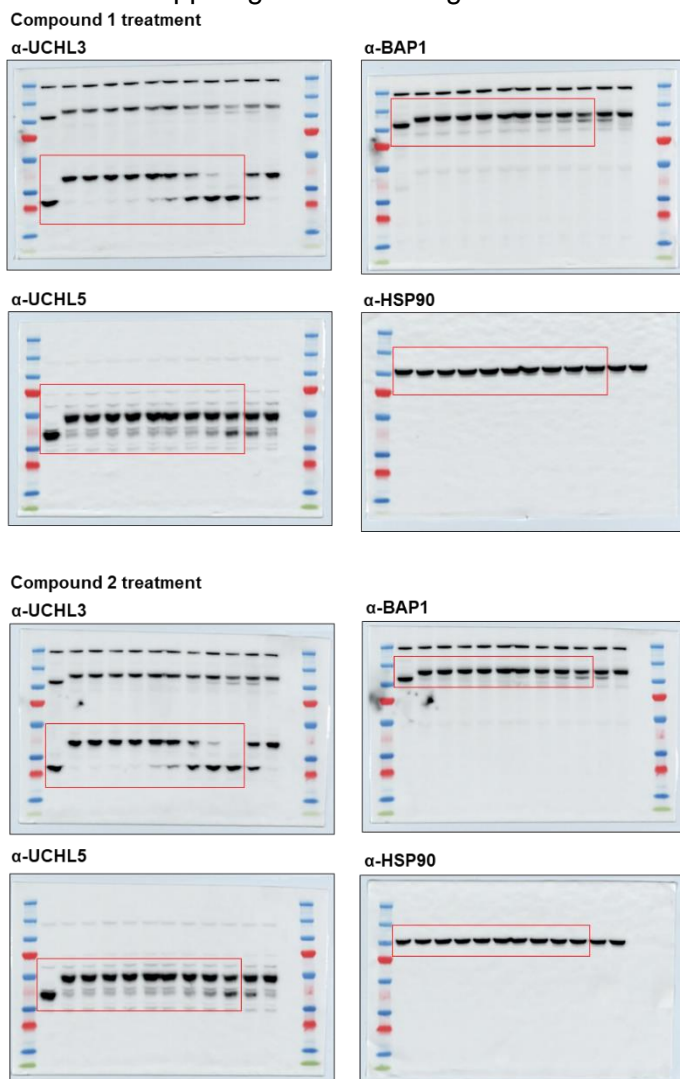 Compound 1 treatment
α-UCHL3
α-BAP1
α-UCHL5
α-HSP90
Compound 2 treatment
α-UCHL3
α-BAP1
α-UCHL5
α-HSP90